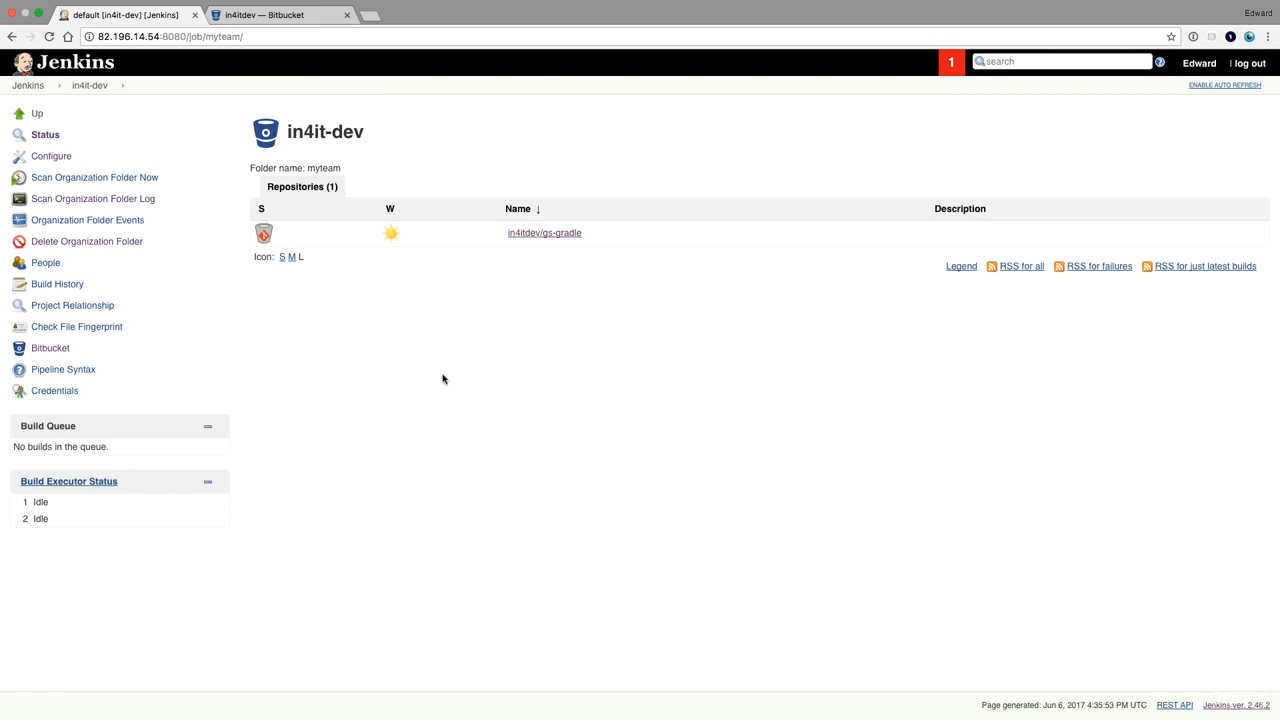 default [in4it-dev] [Jenkins]
in4itdev — Bitbucket
Edward
82.196.14.54:8080/job/myteam/
Jenkins
1
search
Edward
| log out
Jenkins
in4it-dev
ENABLE AUTO REFRESH
Up
Status
Configure
Scan Organization Folder Now
Scan Organization Folder Log
Organization Folder Events
Delete Organization Folder
People
Build History
Project Relationship
Check File Fingerprint
Bitbucket
Pipeline Syntax
Credentials
Build Queue
No builds in the queue.
Build Executor Status
1 Idle
2 Idle
in4it-dev
Folder name: myteam
Repositories (1)
S W Name ↓ Description
in4itdev/gs-gradle
Icon: S M L
Legend RSS for all RSS for failures RSS for just latest builds
Page generated: Jun 6, 2017 4:35:53 PM UTC REST API Jenkins ver. 2.46.2